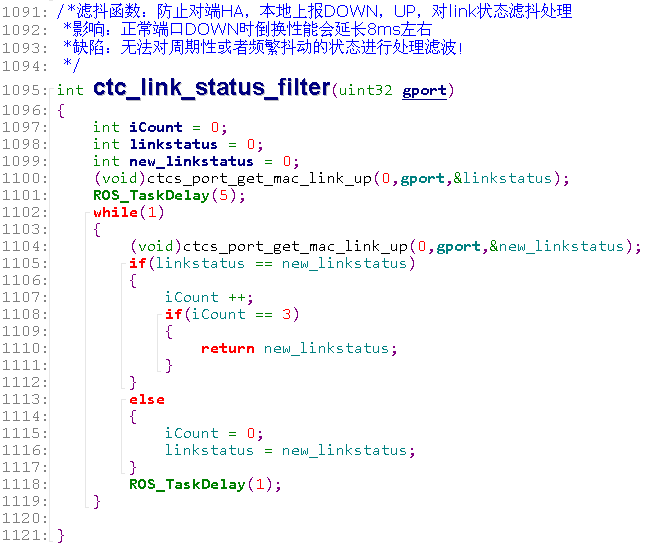 1091: /*滤抖函数: 防止对端HA, 本地上报DOWN, UP, 对link状态滤抖处理
1092:  *影响: 正常端口DOWN时倒换性能会延长8ms左右
1093:  *缺陷: 无法对周期性或者频繁抖动的状态进行处理滤波!
1094:  */
1095: int ctc_link_status_filter(uint32 gport)
1096: {
1097:     int iCount = 0;
1098:     int linkstatus = 0;
1099:     int new_linkstatus = 0;
1100:     (void)ctcs_port_get_mac_link_up(0,gport,&linkstatus);
1101:     ROS_TaskDelay(5);
1102:     while(1)
1103:     {
1104:         (void)ctcs_port_get_mac_link_up(0,gport,&new_linkstatus);
1105:         if(linkstatus == new_linkstatus)
1106:         {
1107:             iCount ++;
1108:             if(iCount == 3)
1109:             {
1110:                 return new_linkstatus;
1111:             }
1112:         }
1113:         else
1114:         {
1115:             iCount = 0;
1116:             linkstatus = new_linkstatus;
1117:         }
1118:         ROS_TaskDelay(1);
1119:     }
1120:
1121: }